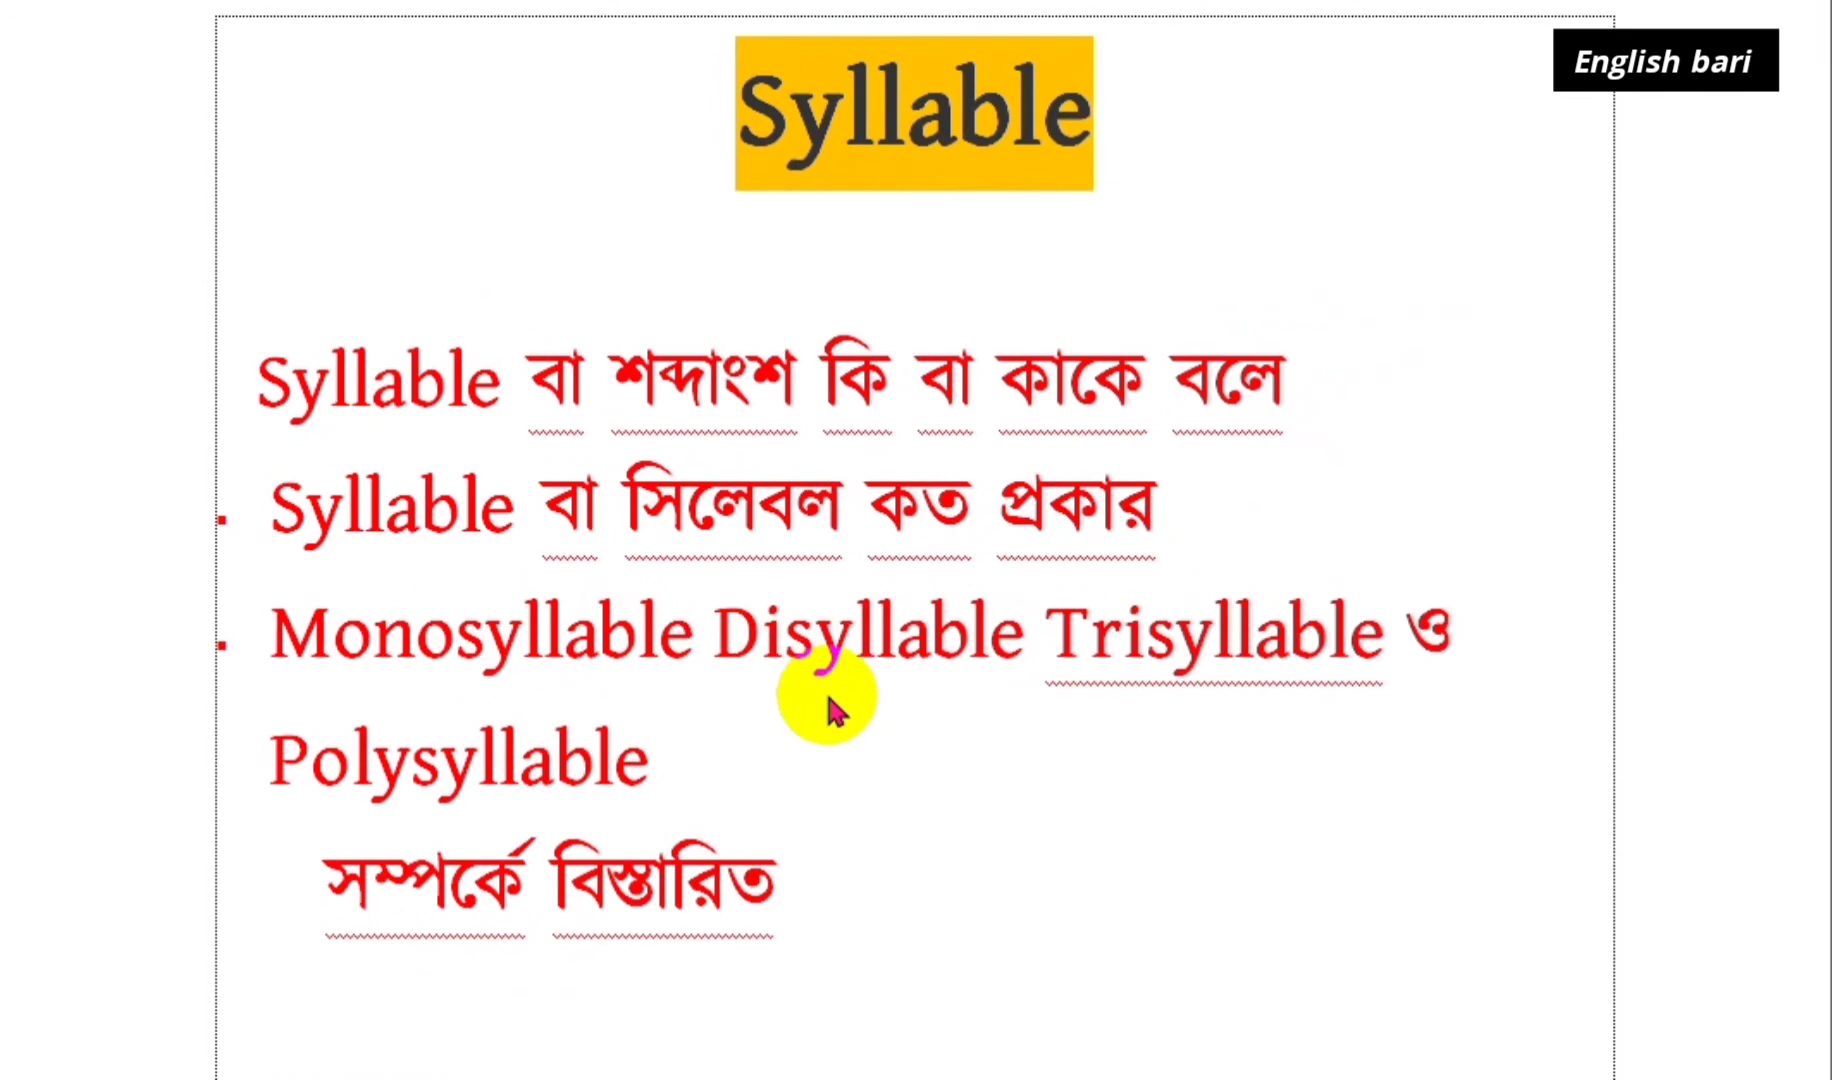 Syllable
English bari
Syllable বা শব্দাংশ কি বা কাকে বলে
. Syllable বা সিলেবল কত প্রকার
. Monosyllable Disyllable Trisyllable ও
Polysyllable
সম্পর্কে বিস্তারিত